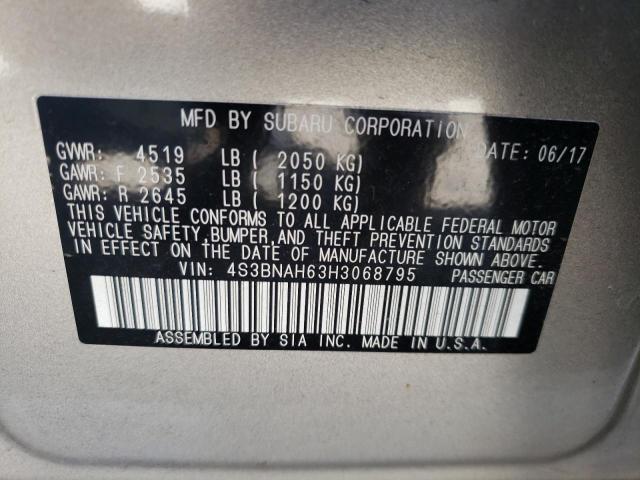 MFD BY SUBARU CORPORATION DATE: 06/17
GVWR: 4519 LB ( 2050 KG)
GAWR: F 2535 LB ( 1150 KG)
GAWR: R 2645 LB ( 1200 KG)
THIS VEHICLE CONFORMS TO ALL APPLICABLE FEDERAL MOTOR
VEHICLE SAFETY,BUMPER,AND THEFT PREVENTION STANDARDS
IN EFFECT ON THE DATE OF MANUFACTURE SHOWN ABOVE.
VIN: 4S3BNAH63H3068795 PASSENGER CAR
ASSEMBLED BY SIA INC. MADE IN U.S.A.